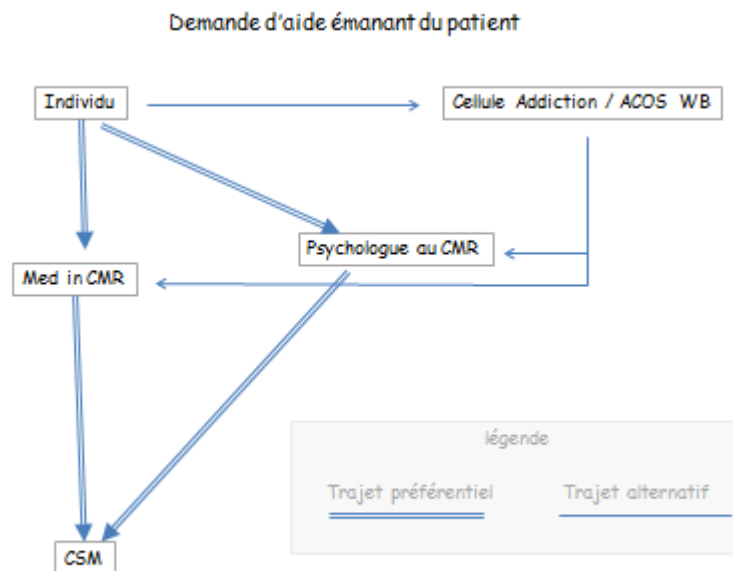 Demande d'aide émanant du patient
Individu
Cellule Addiction / ACOS WB
Psychologue au CMR
Med in CMR
légende
Trajet préférentiel
Trajet alternatif
CSM